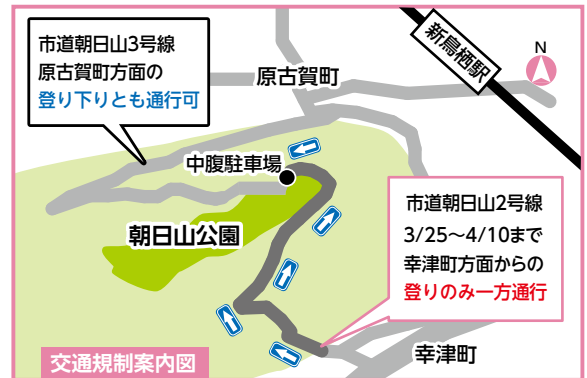 市道朝日山3号線
原古賀町方面の
登り下りとも通行可
原古賀町
新鳥栖駅
N
中腹駐車場
朝日山公園
市道朝日山2号線
3/25～4/10まで
幸津町方面からの
登りのみ一方通行
幸津町
交通規制案内図